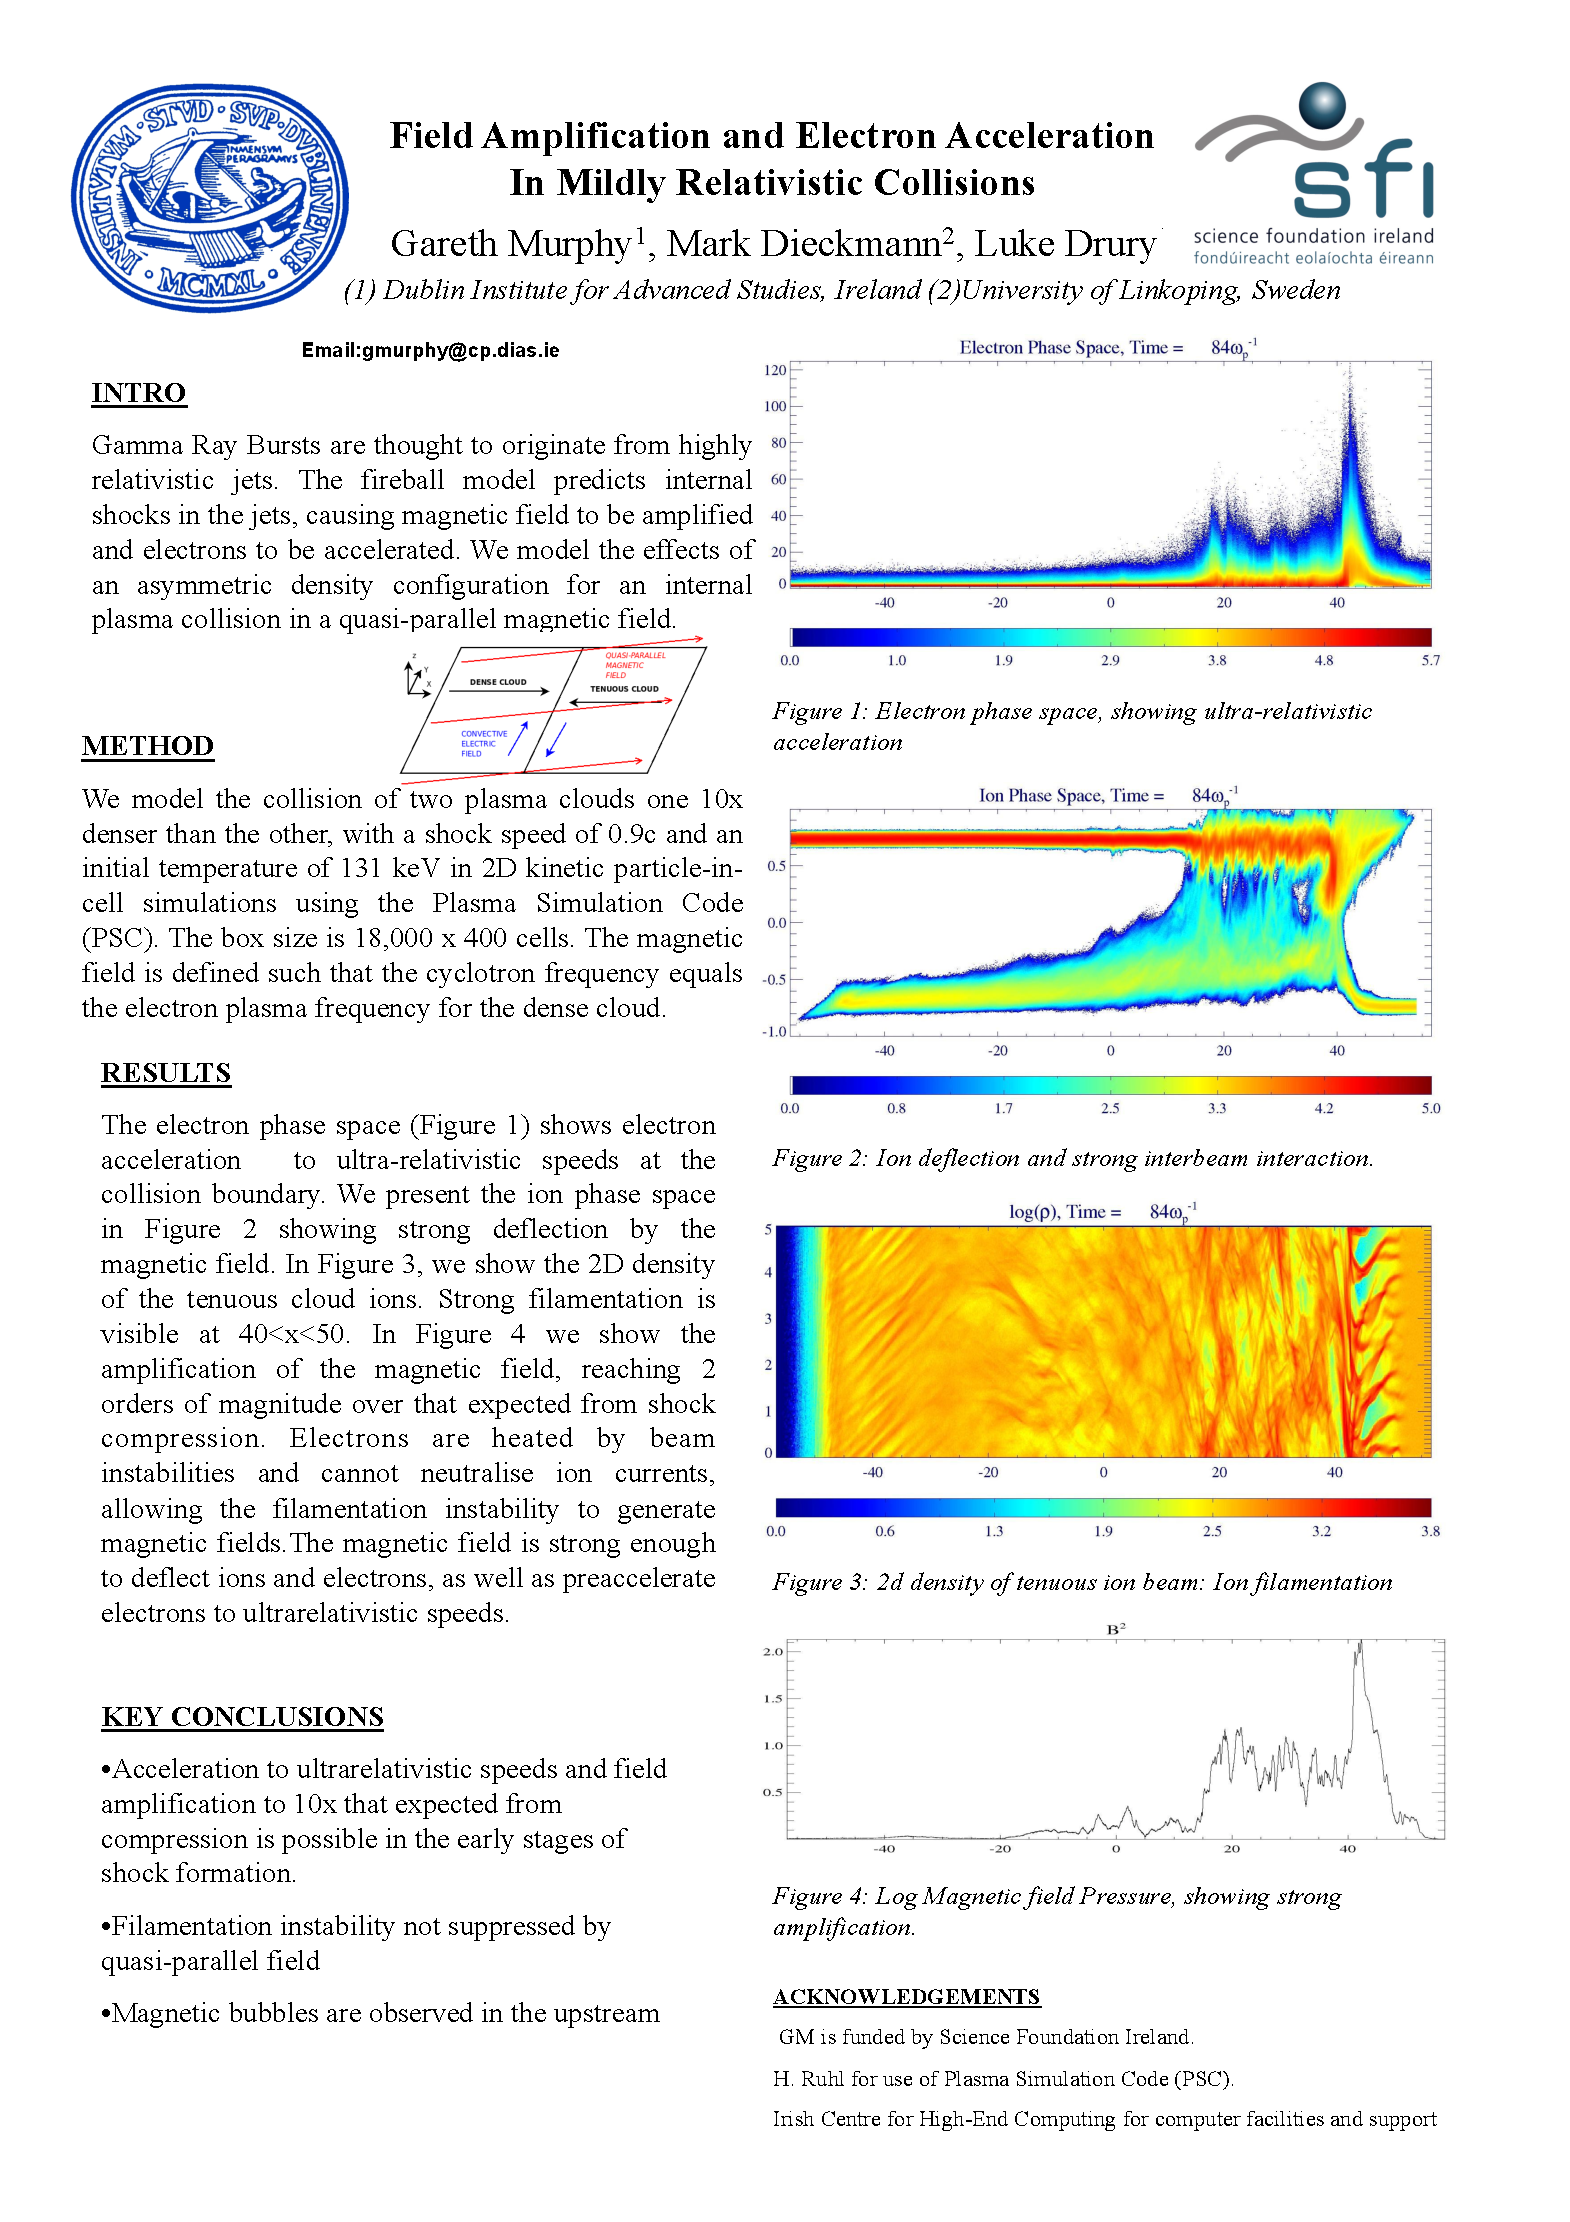 INSTITVTVM · STVD · SVP · DVBLINENSE
INMENSVM
PERAGRAMVS
· MCMXL ·
Field Amplification and Electron Acceleration
In Mildly Relativistic Collisions
Gareth Murphy1, Mark Dieckmann2, Luke Drury
(1) Dublin Institute for Advanced Studies, Ireland (2)University of Linkoping, Sweden
sfi
science foundation ireland
fondúireacht eolaíochta éireann
Email:gmurphy@cp.dias.ie
INTRO
Gamma Ray Bursts are thought to originate from highly
relativistic jets. The fireball model predicts internal
shocks in the jets, causing magnetic field to be amplified
and electrons to be accelerated. We model the effects of
an asymmetric density configuration for an internal
plasma collision in a quasi-parallel magnetic field.
Z
Y
X
DENSE CLOUD
QUASI-PARALLEL
MAGNETIC
FIELD
TENUOUS CLOUD
CONVECTIVE
ELECTRIC
FIELD
METHOD
We model the collision of two plasma clouds one 10x
denser than the other, with a shock speed of 0.9c and an
initial temperature of 131 keV in 2D kinetic particle-in-
cell simulations using the Plasma Simulation Code
(PSC). The box size is 18,000 x 400 cells. The magnetic
field is defined such that the cyclotron frequency equals
the electron plasma frequency for the dense cloud.
RESULTS
The electron phase space (Figure 1) shows electron
acceleration to ultra-relativistic speeds at the
collision boundary. We present the ion phase space
in Figure 2 showing strong deflection by the
magnetic field. In Figure 3, we show the 2D density
of the tenuous cloud ions. Strong filamentation is
visible at 40<x<50. In Figure 4 we show the
amplification of the magnetic field, reaching 2
orders of magnitude over that expected from shock
compression. Electrons are heated by beam
instabilities and cannot neutralise ion currents,
allowing the filamentation instability to generate
magnetic fields.The magnetic field is strong enough
to deflect ions and electrons, as well as preaccelerate
electrons to ultrarelativistic speeds.
KEY CONCLUSIONS
•Acceleration to ultrarelativistic speeds and field
amplification to 10x that expected from
compression is possible in the early stages of
shock formation.
•Filamentation instability not suppressed by
quasi-parallel field
•Magnetic bubbles are observed in the upstream
Electron Phase Space, Time = 84ωp-1
120
100
80
60
40
20
0
-40 -20 0 20 40
0.0 1.0 1.9 2.9 3.8 4.8 5.7
Figure 1: Electron phase space, showing ultra-relativistic
acceleration
Ion Phase Space, Time = 84ωp-1
0.5
0.0
-0.5
-1.0
-40 -20 0 20 40
0.0 0.8 1.7 2.5 3.3 4.2 5.0
Figure 2: Ion deflection and strong interbeam interaction.
log(ρ), Time = 84ωp-1
5
4
3
2
1
0
-40 -20 0 20 40
0.0 0.6 1.3 1.9 2.5 3.2 3.8
Figure 3: 2d density of tenuous ion beam: Ion filamentation
B2
2.0
1.5
1.0
0.5
-40 -20 0 20 40
Figure 4: Log Magnetic field Pressure, showing strong
amplification.
ACKNOWLEDGEMENTS
GM is funded by Science Foundation Ireland.
H. Ruhl for use of Plasma Simulation Code (PSC).
Irish Centre for High-End Computing for computer facilities and support